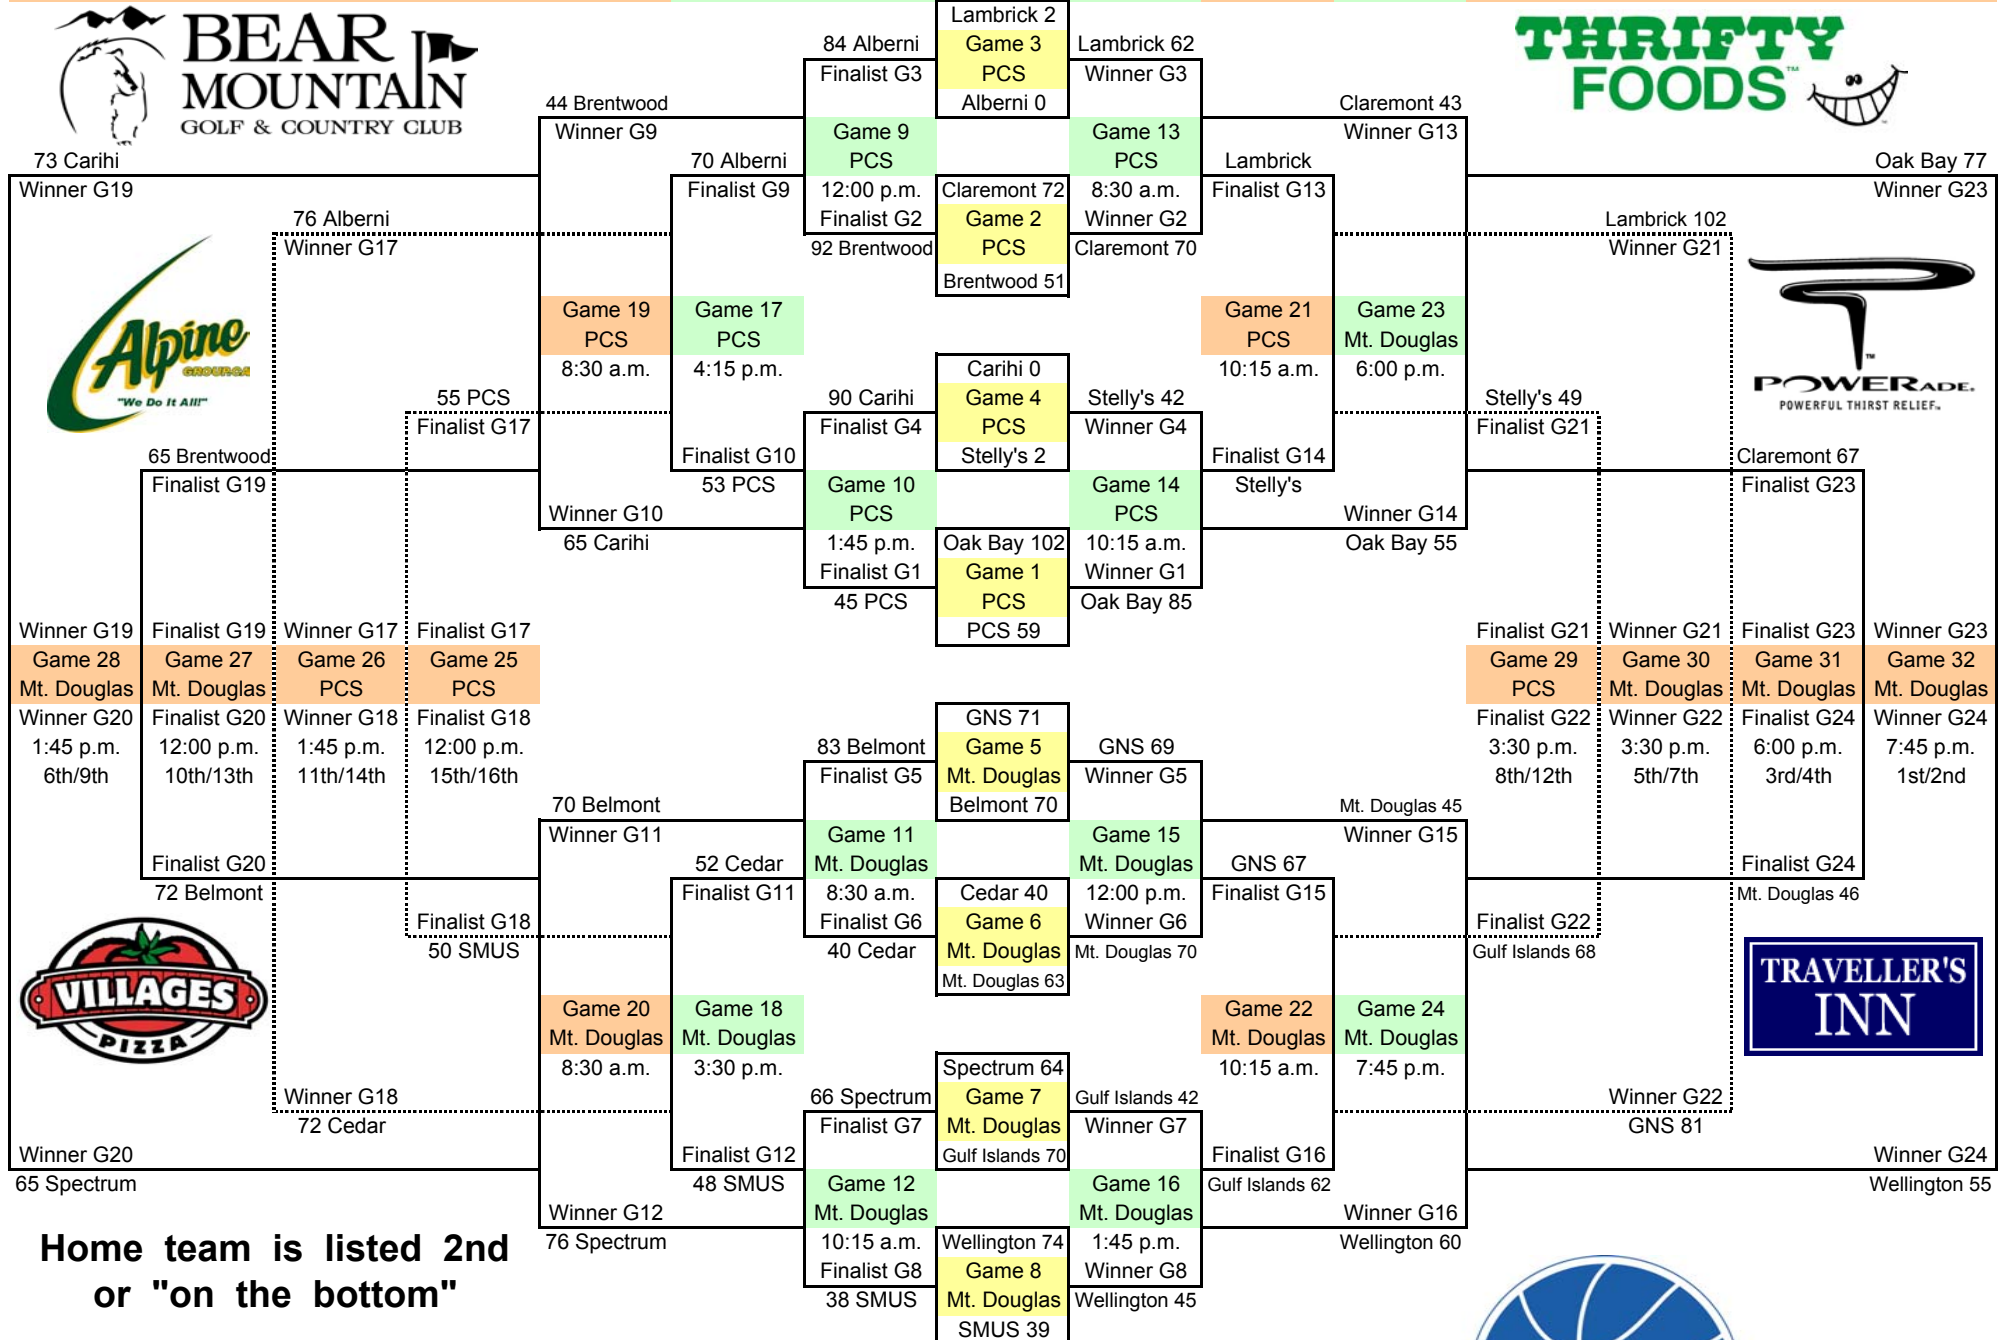 Lambrick 2
84 Alberni
Game 3
Lambrick 62
Finalist G3
PCS
Winner G3
Alberni 0
BEAR
MOUNTAIN
GOLF & COUNTRY CLUB
THRIFTY
FOODS™
44 Brentwood
Winner G9
Game 9
PCS
12:00 p.m.
Finalist G2
92 Brentwood
Game 13
PCS
8:30 a.m.
Winner G2
Claremont 70
Claremont 43
Winner G13
73 Carihi
Winner G19
70 Alberni
Finalist G9
Claremont 72
Game 2
PCS
Brentwood 51
Lambrick
Finalist G13
Oak Bay 77
Winner G23
76 Alberni
Winner G17
Lambrick 102
Winner G21
Alpine
GROUP.CA
"We Do It All!"
Game 19
PCS
8:30 a.m.
Game 17
PCS
4:15 p.m.
Game 21
PCS
10:15 a.m.
Game 23
Mt. Douglas
6:00 p.m.
POWERADE
TM
POWERFUL THIRST RELIEF™
55 PCS
Finalist G17
90 Carihi
Finalist G4
Carihi 0
Game 4
PCS
Stelly's 2
Stelly's 42
Winner G4
Stelly's 49
Finalist G21
65 Brentwood
Finalist G19
Finalist G10
53 PCS
Finalist G14
Stelly's
Claremont 67
Finalist G23
Winner G10
65 Carihi
Game 10
PCS
1:45 p.m.
Finalist G1
45 PCS
Oak Bay 102
Game 1
PCS
PCS 59
Game 14
PCS
10:15 a.m.
Winner G1
Oak Bay 85
Winner G14
Oak Bay 55
Winner G19
Game 28
Mt. Douglas
Winner G20
1:45 p.m.
6th/9th
Finalist G19
Game 27
Mt. Douglas
Finalist G20
12:00 p.m.
10th/13th
Winner G17
Game 26
PCS
Winner G18
1:45 p.m.
11th/14th
Finalist G17
Game 25
PCS
Finalist G18
12:00 p.m.
15th/16th
Finalist G21
Game 29
PCS
Finalist G22
3:30 p.m.
8th/12th
Winner G21
Game 30
Mt. Douglas
Winner G22
3:30 p.m.
5th/7th
Finalist G23
Game 31
Mt. Douglas
Finalist G24
6:00 p.m.
3rd/4th
Winner G23
Game 32
Mt. Douglas
Winner G24
7:45 p.m.
1st/2nd
83 Belmont
Finalist G5
GNS 71
Game 5
Mt. Douglas
Belmont 70
GNS 69
Winner G5
70 Belmont
Winner G11
Game 11
Mt. Douglas
8:30 a.m.
Finalist G6
40 Cedar
Game 15
Mt. Douglas
12:00 p.m.
Winner G6
Mt. Douglas 70
Mt. Douglas 45
Winner G15
Finalist G20
72 Belmont
52 Cedar
Finalist G11
Cedar 40
Game 6
Mt. Douglas
Mt. Douglas 63
GNS 67
Finalist G15
Finalist G24
Mt. Douglas 46
Finalist G18
50 SMUS
Finalist G22
Gulf Islands 68
VILLAGES
PIZZA
TRAVELLER'S
INN
Game 20
Mt. Douglas
8:30 a.m.
Game 18
Mt. Douglas
3:30 p.m.
Game 22
Mt. Douglas
10:15 a.m.
Game 24
Mt. Douglas
7:45 p.m.
Winner G18
72 Cedar
66 Spectrum
Finalist G7
Spectrum 64
Game 7
Mt. Douglas
Gulf Islands 70
Gulf Islands 42
Winner G7
Winner G22
GNS 81
Winner G20
65 Spectrum
Finalist G12
48 SMUS
Finalist G16
Gulf Islands 62
Winner G24
Wellington 55
Winner G12
76 Spectrum
Game 12
Mt. Douglas
10:15 a.m.
Finalist G8
38 SMUS
Wellington 74
Game 8
Mt. Douglas
SMUS 39
Game 16
Mt. Douglas
1:45 p.m.
Winner G8
Wellington 45
Winner G16
Wellington 60
Home team is listed 2nd
or "on the bottom"